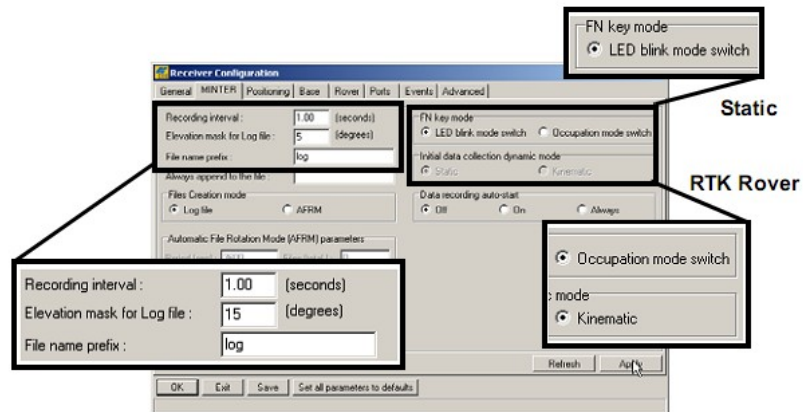 FN key mode
LED blink mode switch
Static
Receiver Configuration
General MINTER Positioning Base Rover Ports Events Advanced
Recording interval : 1.00 (seconds)
Elevation mask for Log file : 5 (degrees)
File name prefix : log
Always append to the file :
FN key mode
LED blink mode switch Occupation mode switch
Initial data collection dynamic mode
Static Kinematic
Files Creation mode
Log file AFRM
Data recording auto-start
Off On Always
RTK Rover
Automatic File Rotation Mode (AFRM) parameters
Recording interval : 1.00 (seconds)
Elevation mask for Log file : 15 (degrees)
File name prefix : log
Occupation mode switch
mode
Kinematic
Refresh Apply
OK Exit Save Set all parameters to defaults